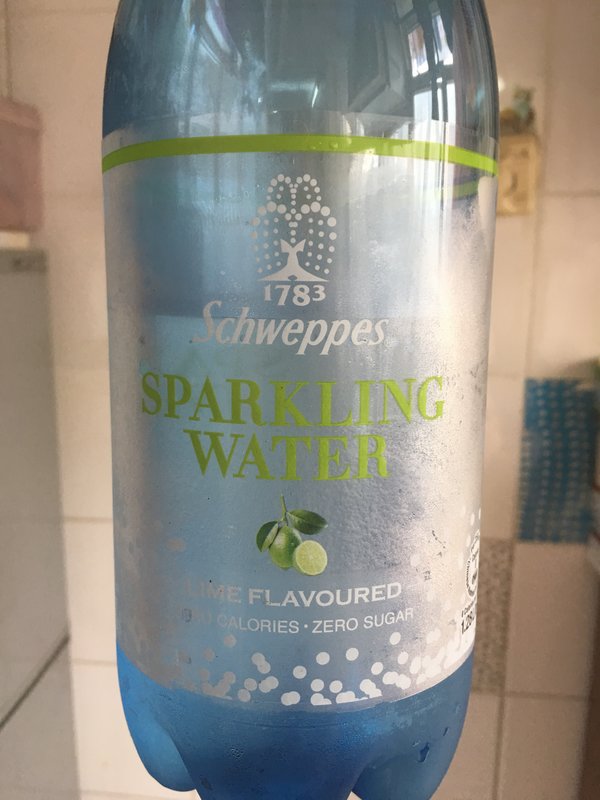 1783
Schweppes
SPARKLING
WATER
LIME FLAVOURED
CALORIES • ZERO SUGAR